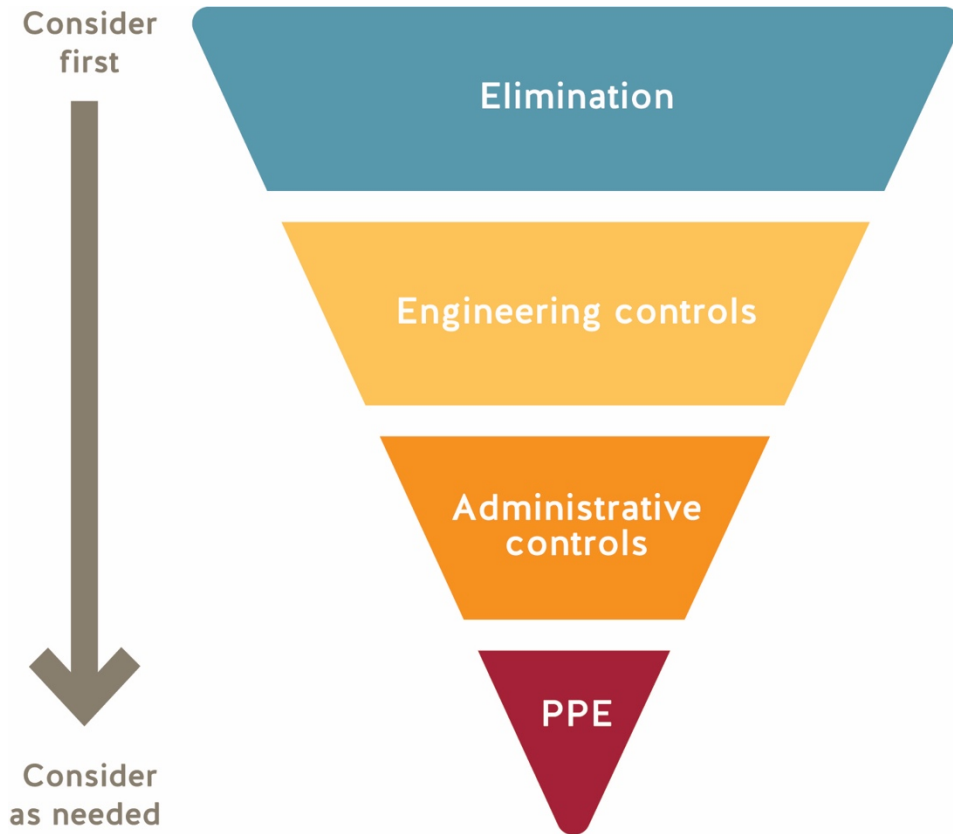 Consider
first
Elimination
Engineering controls
Administrative
controls
PPE
Consider
as needed